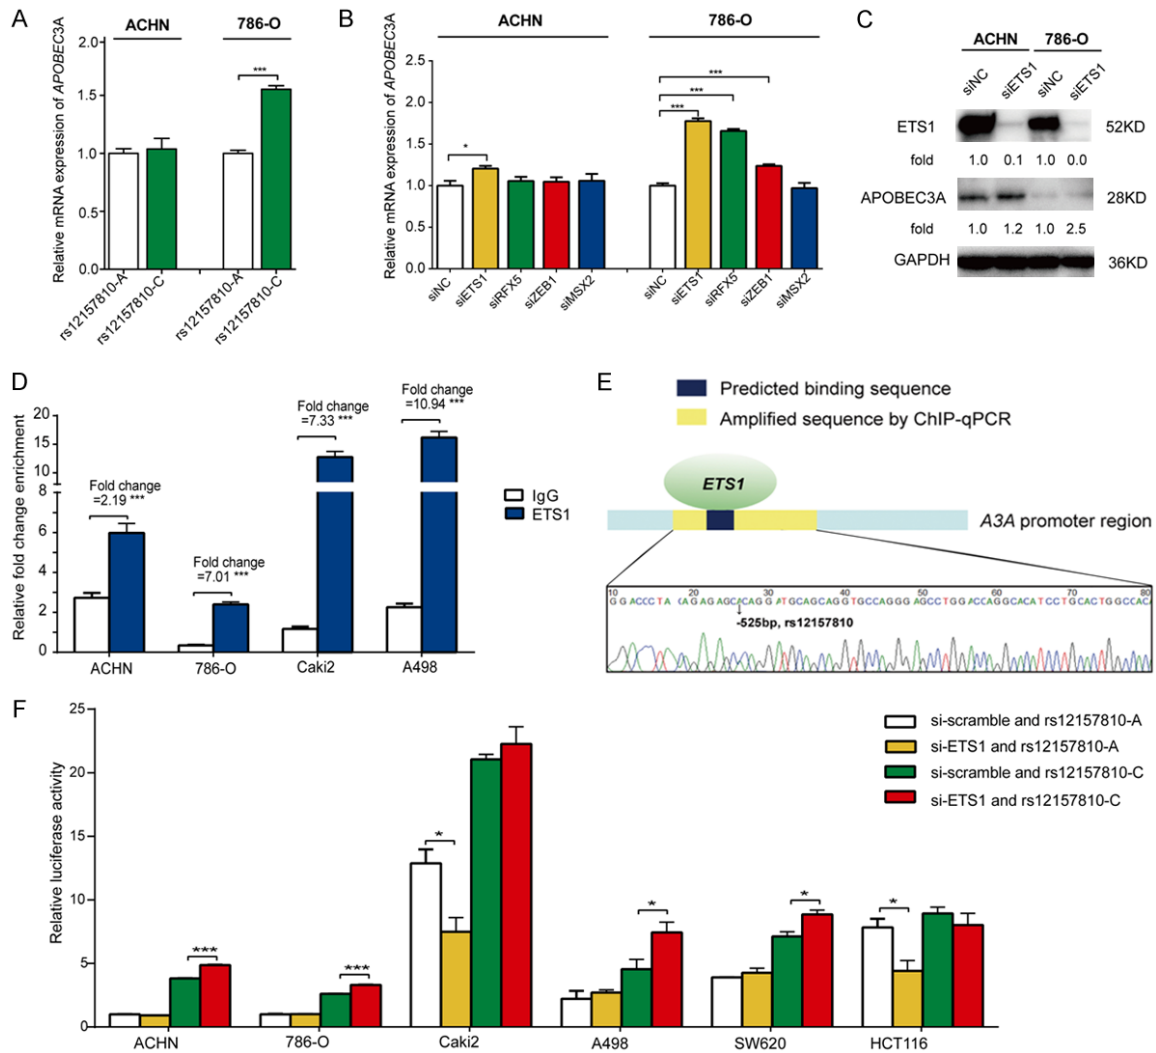 A
ACHN
786-O
Relative mRNA expression of APOBEC3A
2.0
1.5
1.0
0.5
0.0
***
rs12157810-A
rs12157810-C
rs12157810-A
rs12157810-C
B
ACHN
786-O
Relative mRNA expression of APOBEC3A
2.5
2.0
1.5
1.0
0.5
0.0
*
***
***
***
siNC
siETS1
siRFX5
siZEB1
siMSX2
siNC
siETS1
siRFX5
siZEB1
siMSX2
C
ACHN 786-O
siNC siETS1 siNC siETS1
ETS1 52KD
fold 1.0 0.1 1.0 0.0
APOBEC3A 28KD
fold 1.0 1.2 1.0 2.5
GAPDH 36KD
D
Relative fold change enrichment
20
15
10
8
6
4
2
0
Fold change
=2.19 ***
Fold change
=7.01 ***
Fold change
=7.33 ***
Fold change
=10.94 ***
ACHN
786-O
Caki2
A498
IgG
ETS1
E
Predicted binding sequence
Amplified sequence by ChIP-qPCR
ETS1
A3A promoter region
10 20 30 40 50 60 70 80
-525bp, rs12157810
F
Relative luciferase activity
25
20
15
10
5
0
***
***
*
*
*
*
ACHN
786-O
Caki2
A498
SW620
HCT116
si-scramble and rs12157810-A
si-ETS1 and rs12157810-A
si-scramble and rs12157810-C
si-ETS1 and rs12157810-C